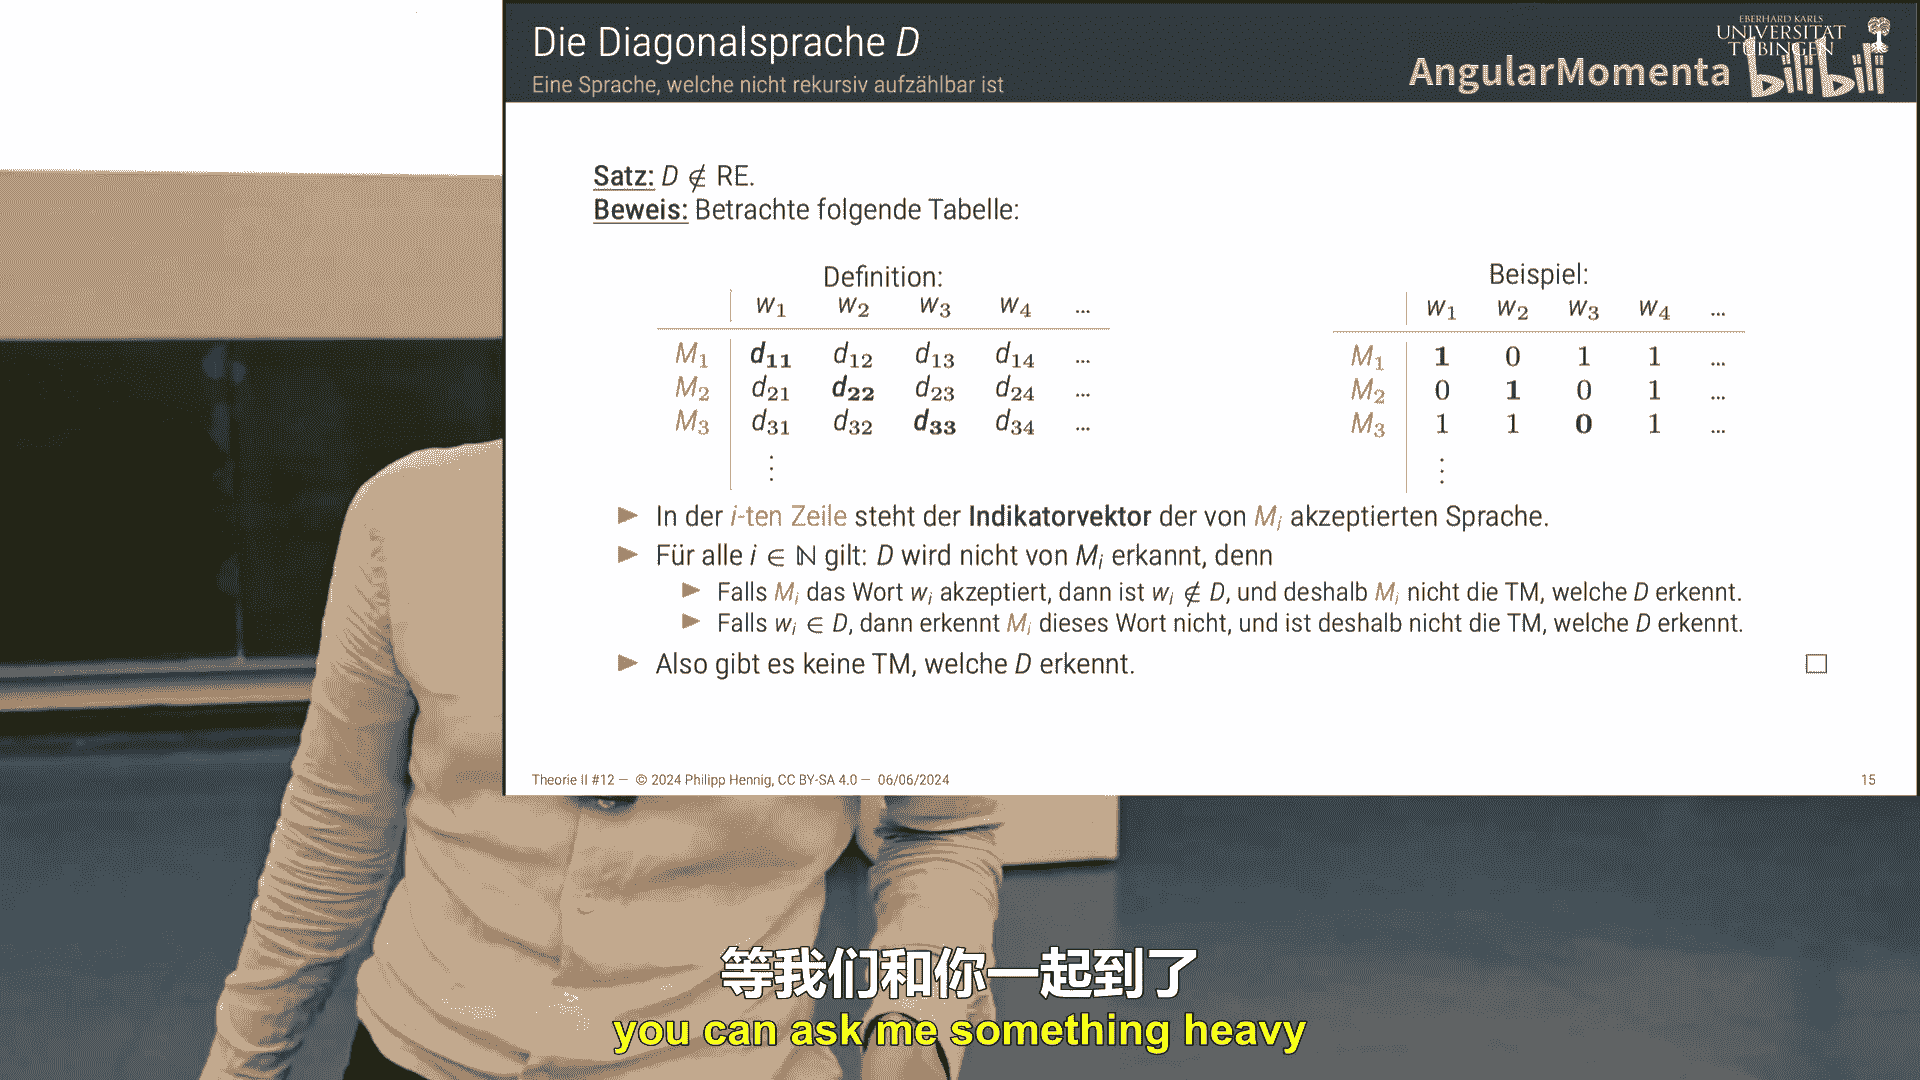 Die Diagonalsprache D
Eine Sprache, welche nicht rekursiv aufzählbar ist
EBERHARD KARLS
UNIVERSITÄT
TÜBINGEN
AngularMomenta
bilibili
Satz: D ∉ RE.
Beweis: Betrachte folgende Tabelle:
Definition:
w₁ w₂ w₃ w₄ ...
M₁ d₁₁ d₁₂ d₁₃ d₁₄ ...
M₂ d₂₁ d₂₂ d₂₃ d₂₄ ...
M₃ d₃₁ d₃₂ d₃₃ d₃₄ ...
⋮
Beispiel:
w₁ w₂ w₃ w₄ ...
M₁ 1 0 1 1 ...
M₂ 0 1 0 1 ...
M₃ 1 1 0 1 ...
⋮
► In der i-ten Zeile steht der Indikatorvektor der von Mᵢ akzeptierten Sprache.
► Für alle i ∈ ℕ gilt: D wird nicht von Mᵢ erkannt, denn
► Falls Mᵢ das Wort wᵢ akzeptiert, dann ist wᵢ ∉ D, und deshalb Mᵢ nicht die TM, welche D erkennt.
► Falls wᵢ ∈ D, dann erkennt Mᵢ dieses Wort nicht, und ist deshalb nicht die TM, welche D erkennt.
► Also gibt es keine TM, welche D erkennt. □
Theorie II #12 — © 2024 Philipp Hennig, CC BY-SA 4.0 — 06/06/2024 15
等我们和你一起到了
you can ask me something heavy